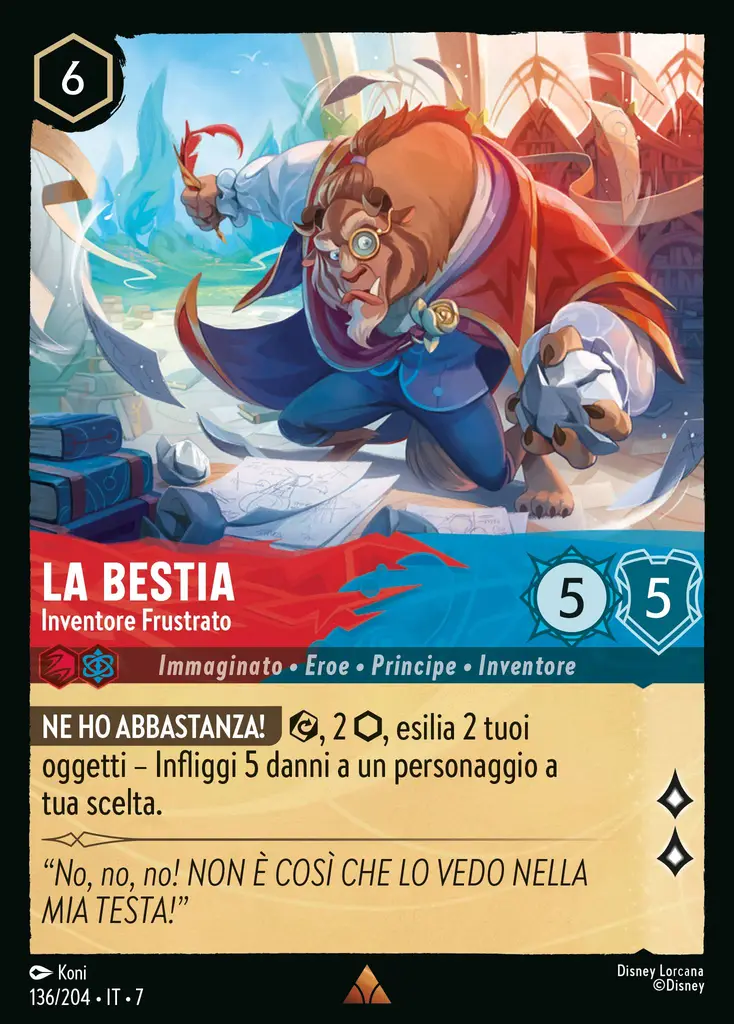 6
LA BESTIA
Inventore Frustrato
5 5
Immaginato • Eroe • Principe • Inventore
NE HO ABBASTANZA! , 2 , esilia 2 tuoi
oggetti – Infliggi 5 danni a un personaggio a
tua scelta.
“No, no, no! NON È COSÌ CHE LO VEDO NELLA
MIA TESTA!”
Koni
136/204 • IT • 7
Disney Lorcana
©Disney